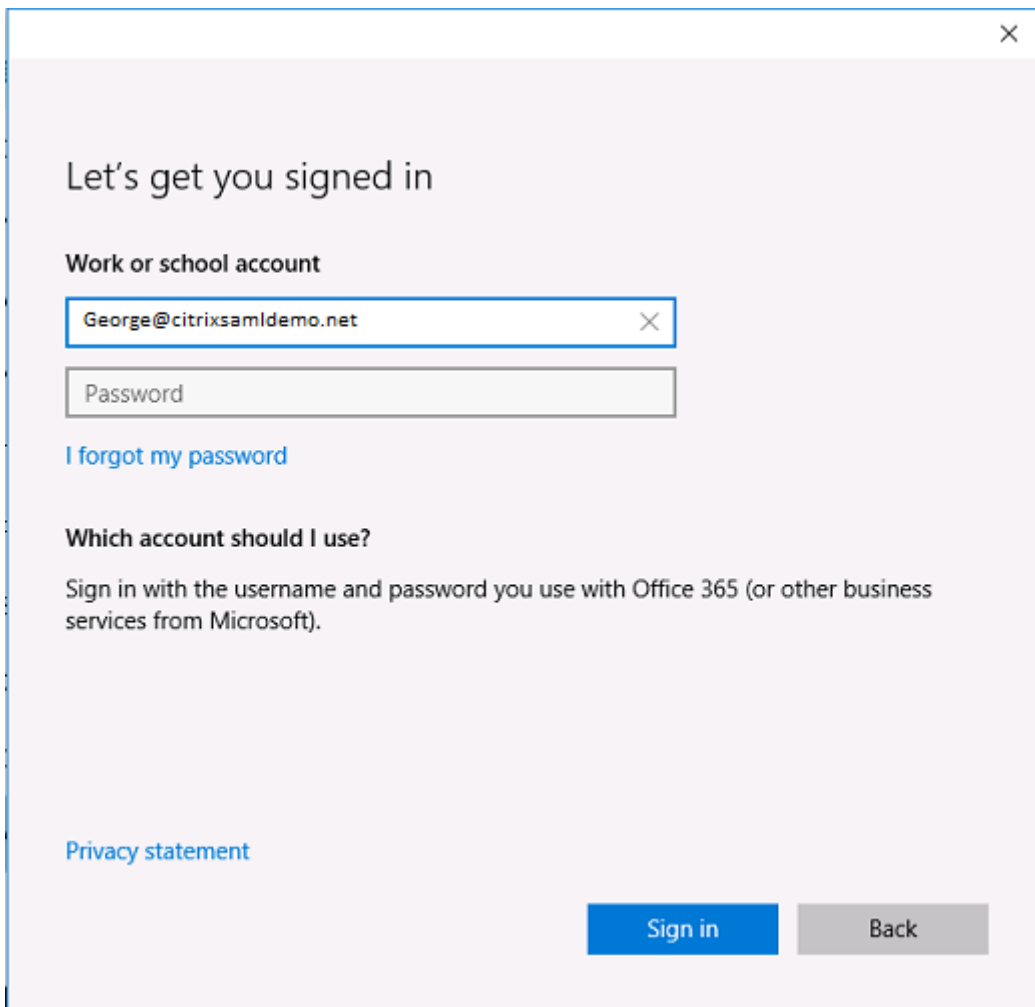 Let's get you signed in
Work or school account
George@citrixsamldemo.net
Password
I forgot my password
Which account should I use?
Sign in with the username and password you use with Office 365 (or other business
services from Microsoft).
Privacy statement
Sign in
Back